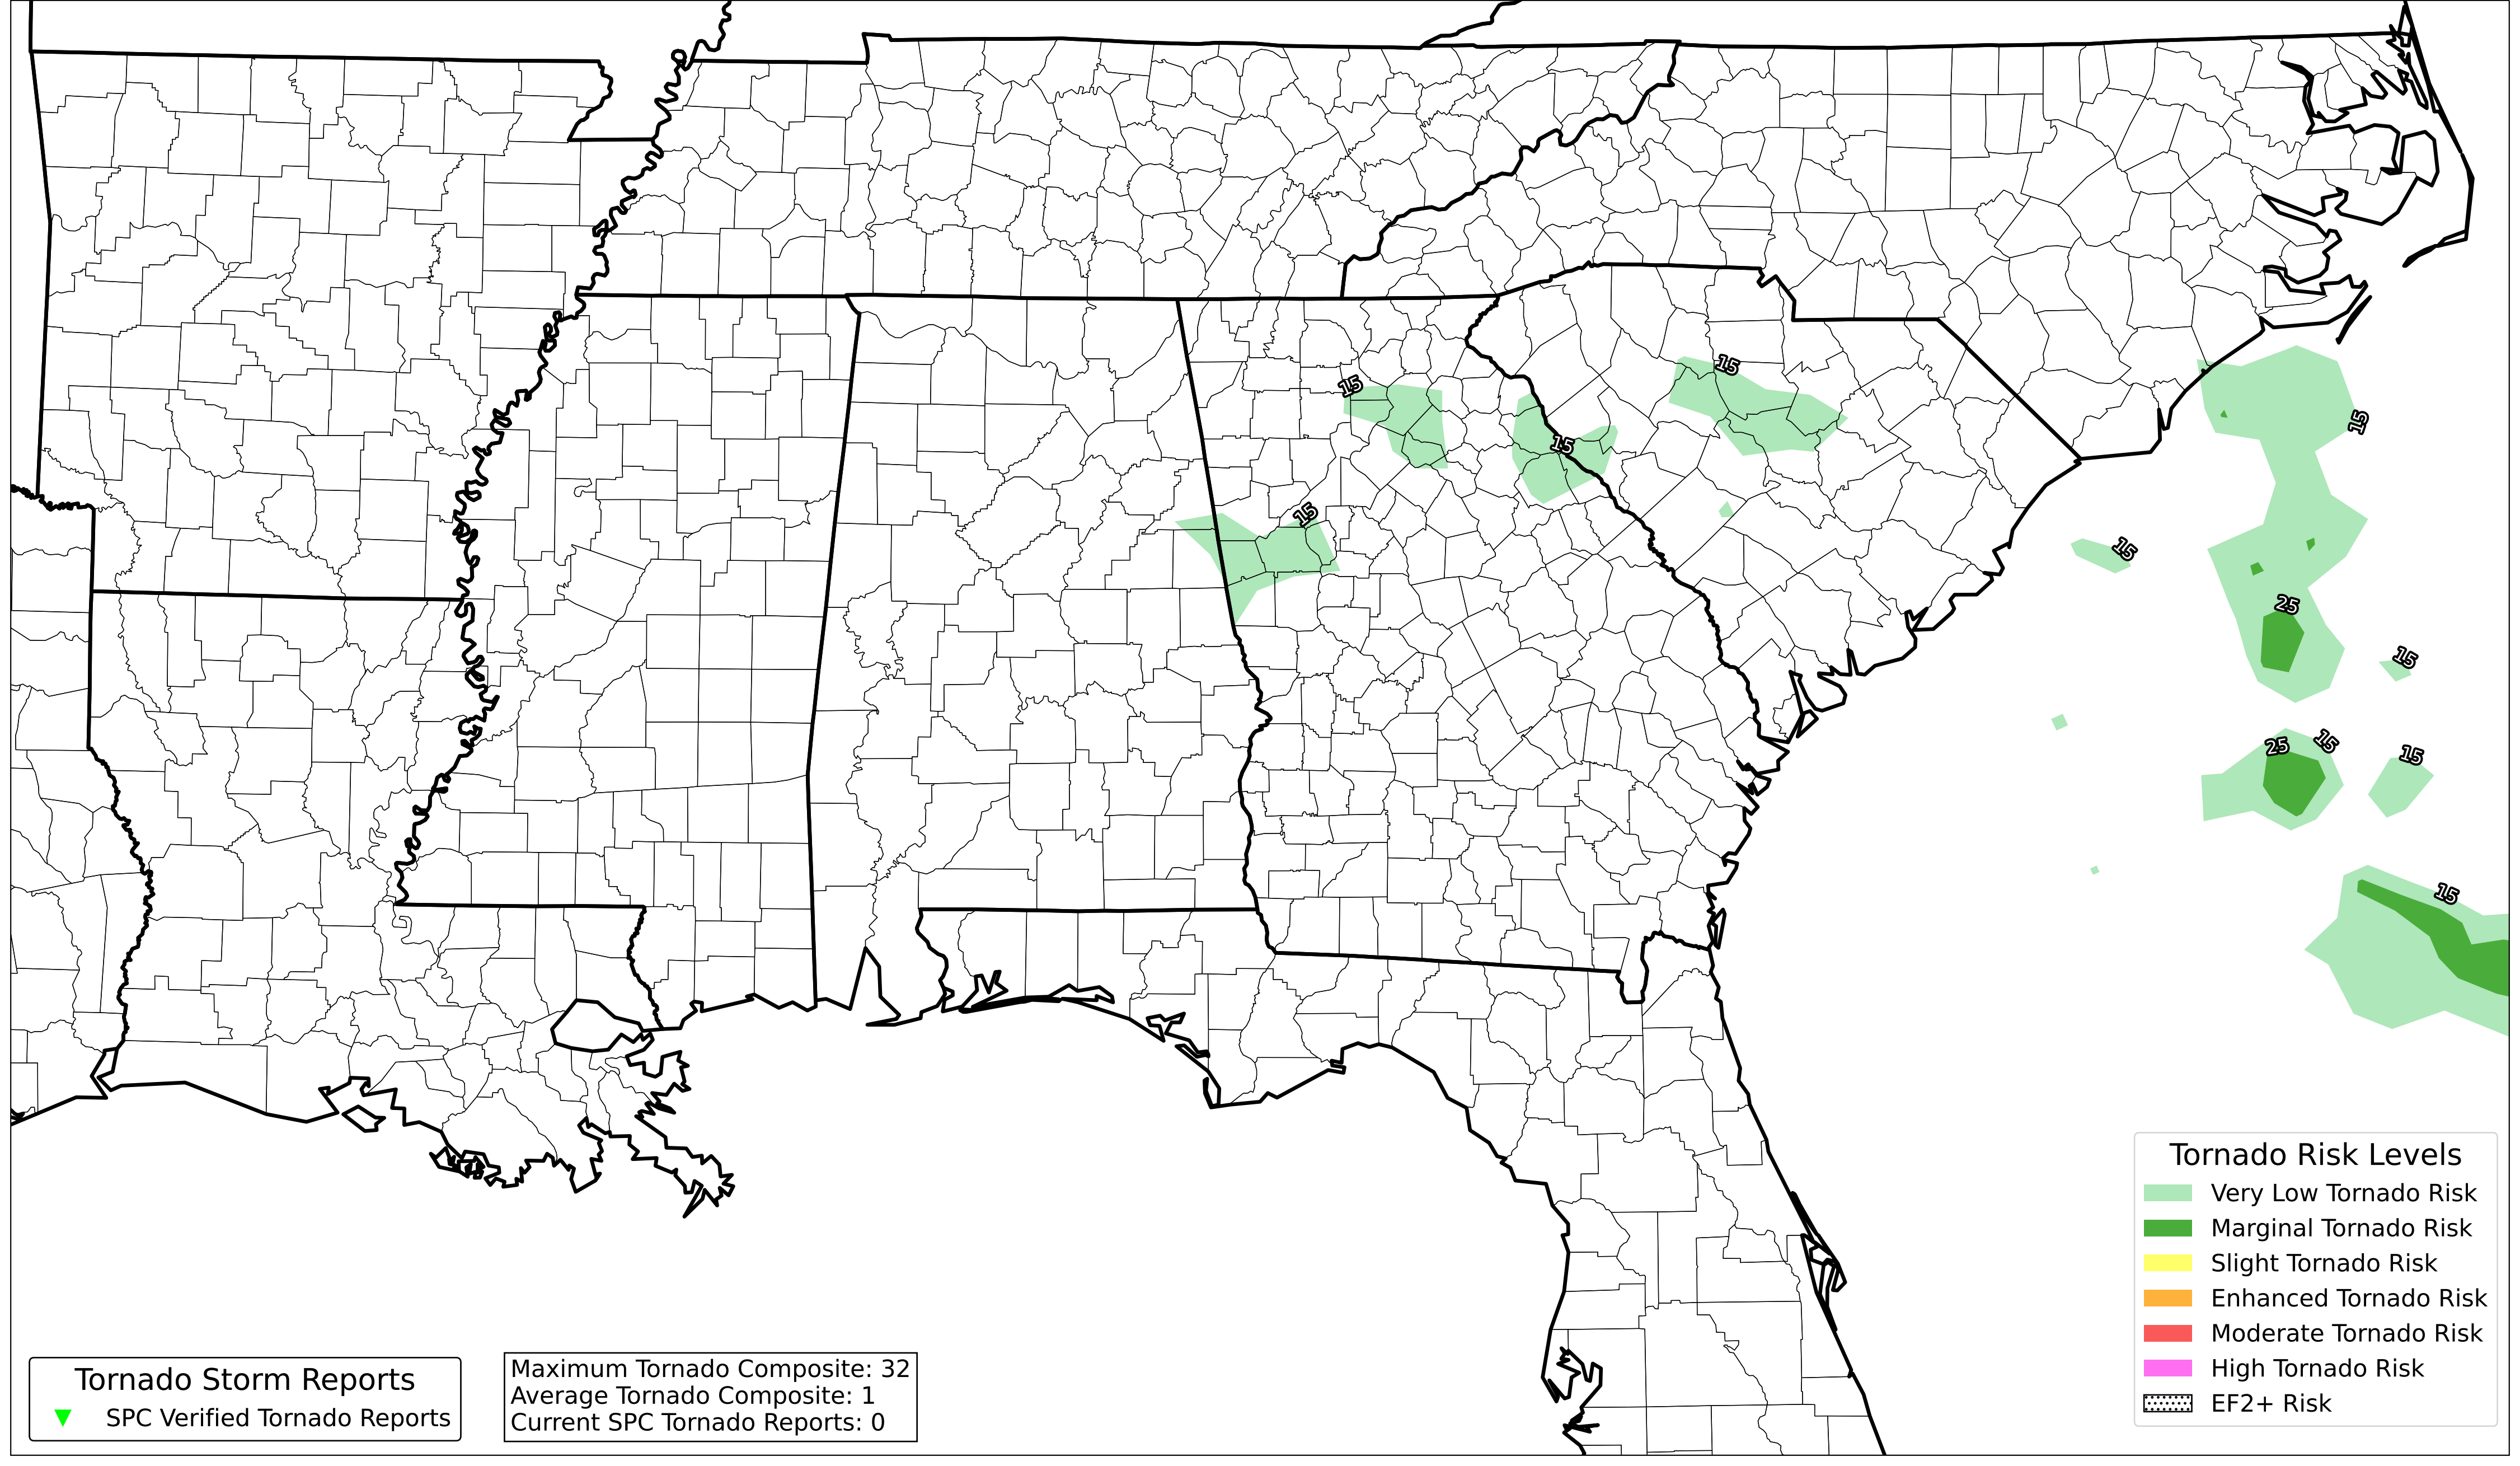 15
15
15
15
15
15
25
15
25
15
15
15
Tornado Risk Levels
Very Low Tornado Risk
Marginal Tornado Risk
Slight Tornado Risk
Enhanced Tornado Risk
Moderate Tornado Risk
High Tornado Risk
EF2+ Risk
Tornado Storm Reports
SPC Verified Tornado Reports
Maximum Tornado Composite: 32
Average Tornado Composite: 1
Current SPC Tornado Reports: 0